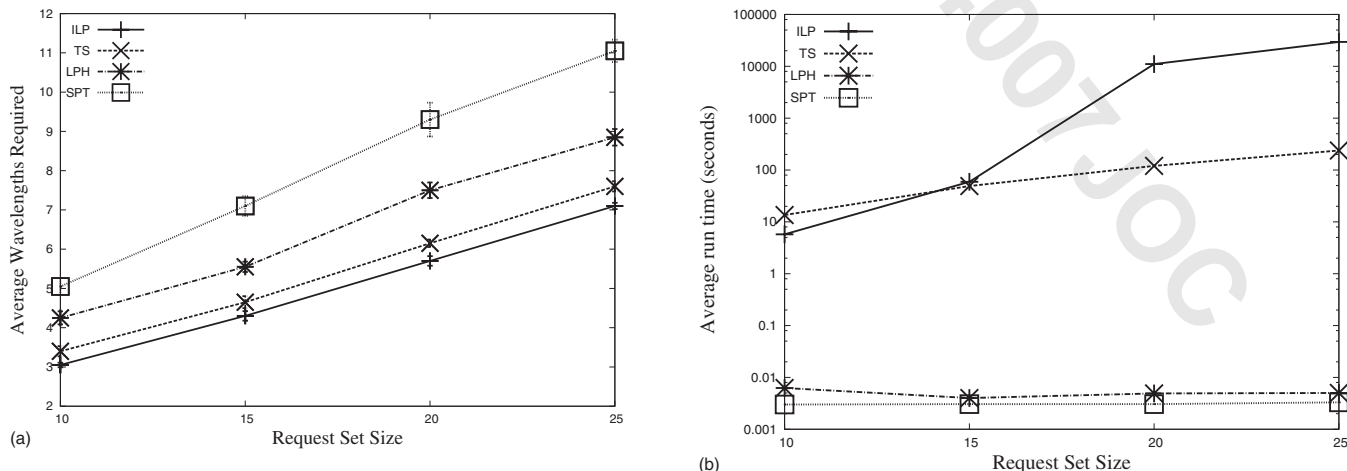 12
11
10
9
8
7
6
5
4
3
2
ILP
TS
LPH
SPT
Average Wavelengths Required
10
15
20
25
Request Set Size
(a)
100000
10000
1000
100
10
1
0.1
0.01
0.001
ILP
TS
LPH
SPT
Average run time (seconds)
10
15
20
25
Request Set Size
(b)
007 JOC